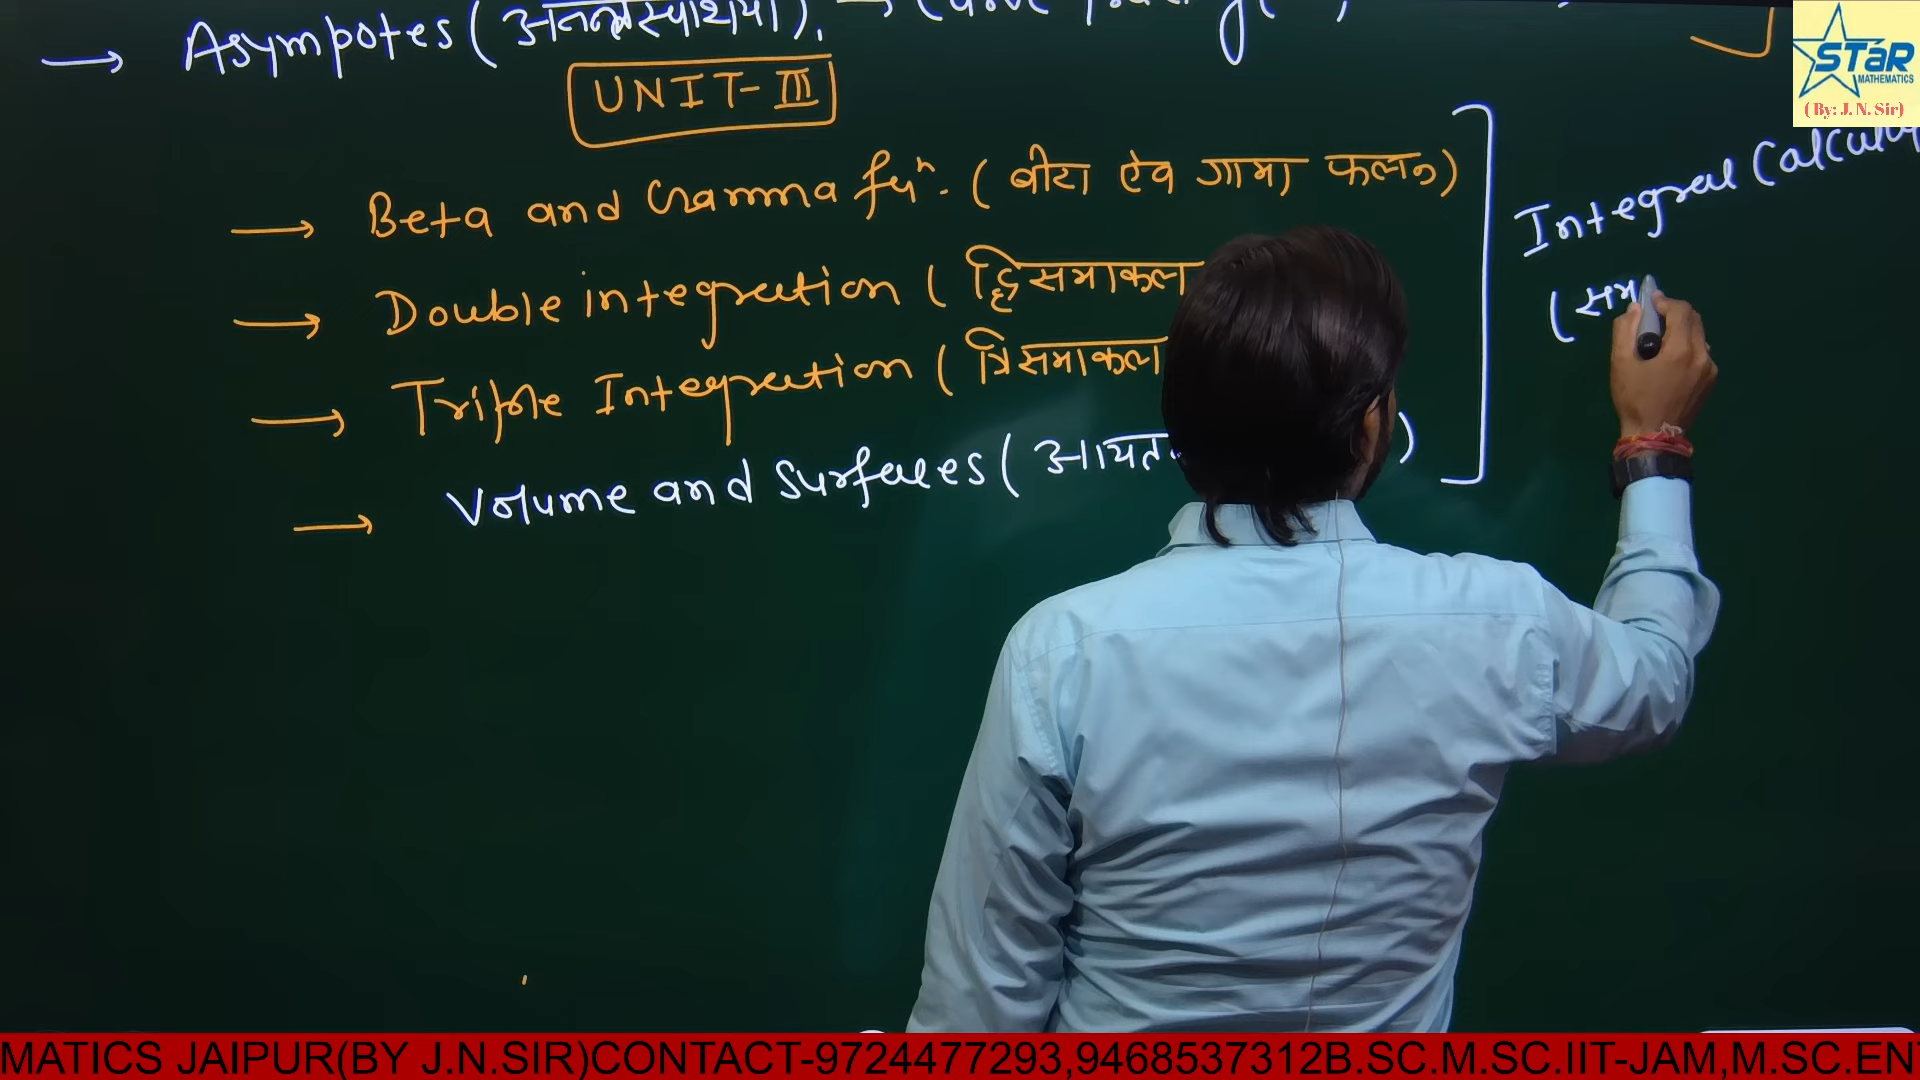 → Asympotes (
UNIT-III
→ Beta and Gamma fuⁿ. ( बीटा ऐव गामा फलन )
→ Double integration ( द्विसमाकल
→ Triple Integration ( त्रिसमाकल
→ Volume and surfaces ( आयत )
Integral Calculu
( सम
STaR
MATHEMATICS
( By: J. N. Sir)
MATICS JAIPUR(BY J.N.SIR)CONTACT-9724477293,9468537312B.SC.M.SC.IIT-JAM,M.SC.EN